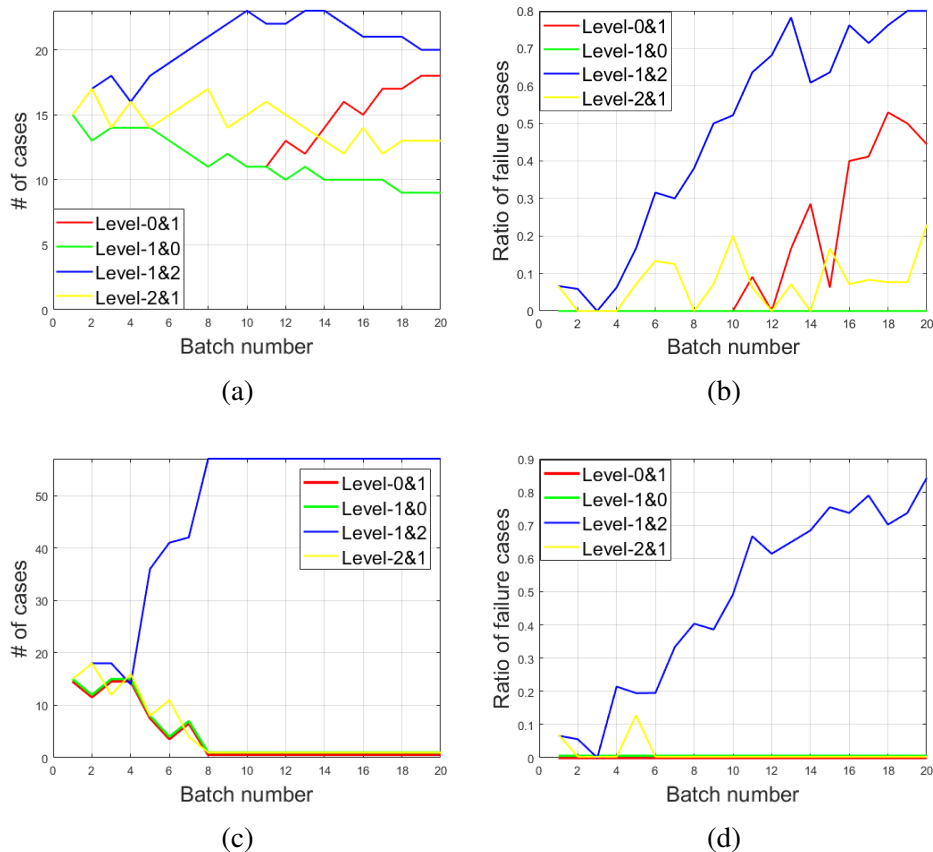 # of cases
20
15
10
5
0
Level-0&1
Level-1&0
Level-1&2
Level-2&1
0 2 4 6 8 10 12 14 16 18 20
Batch number
(a)
Ratio of failure cases
0.8
0.7
0.6
0.5
0.4
0.3
0.2
0.1
0
Level-0&1
Level-1&0
Level-1&2
Level-2&1
0 2 4 6 8 10 12 14 16 18 20
Batch number
(b)
# of cases
50
40
30
20
10
0
Level-0&1
Level-1&0
Level-1&2
Level-2&1
0 2 4 6 8 10 12 14 16 18 20
Batch number
(c)
Ratio of failure cases
0.9
0.8
0.7
0.6
0.5
0.4
0.3
0.2
0.1
0
Level-0&1
Level-1&0
Level-1&2
Level-2&1
0 2 4 6 8 10 12 14 16 18 20
Batch number
(d)